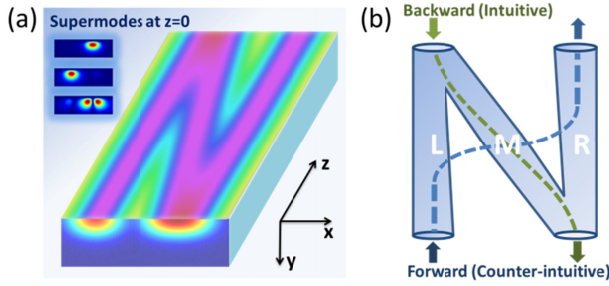 (a)
Supermodes at z=0
z
x
y
(b)
Backward (Intuitive)
L
M
R
Forward (Counter-intuitive)